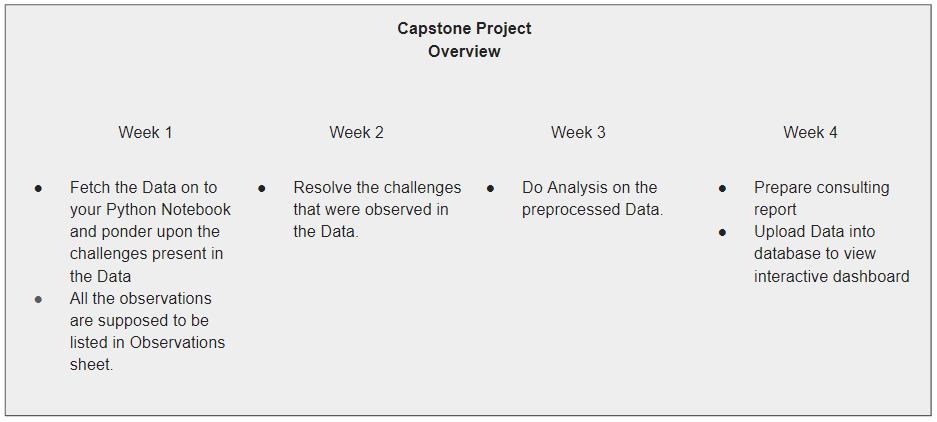 Capstone Project
Overview
Week 1
Week 2
Week 3
Week 4
● Fetch the Data on to
your Python Notebook
and ponder upon the
challenges present in
the Data
● All the observations
are supposed to be
listed in Observations
sheet.
● Resolve the challenges
that were observed in
the Data.
● Do Analysis on the
preprocessed Data.
● Prepare consulting
report
● Upload Data into
database to view
interactive dashboard